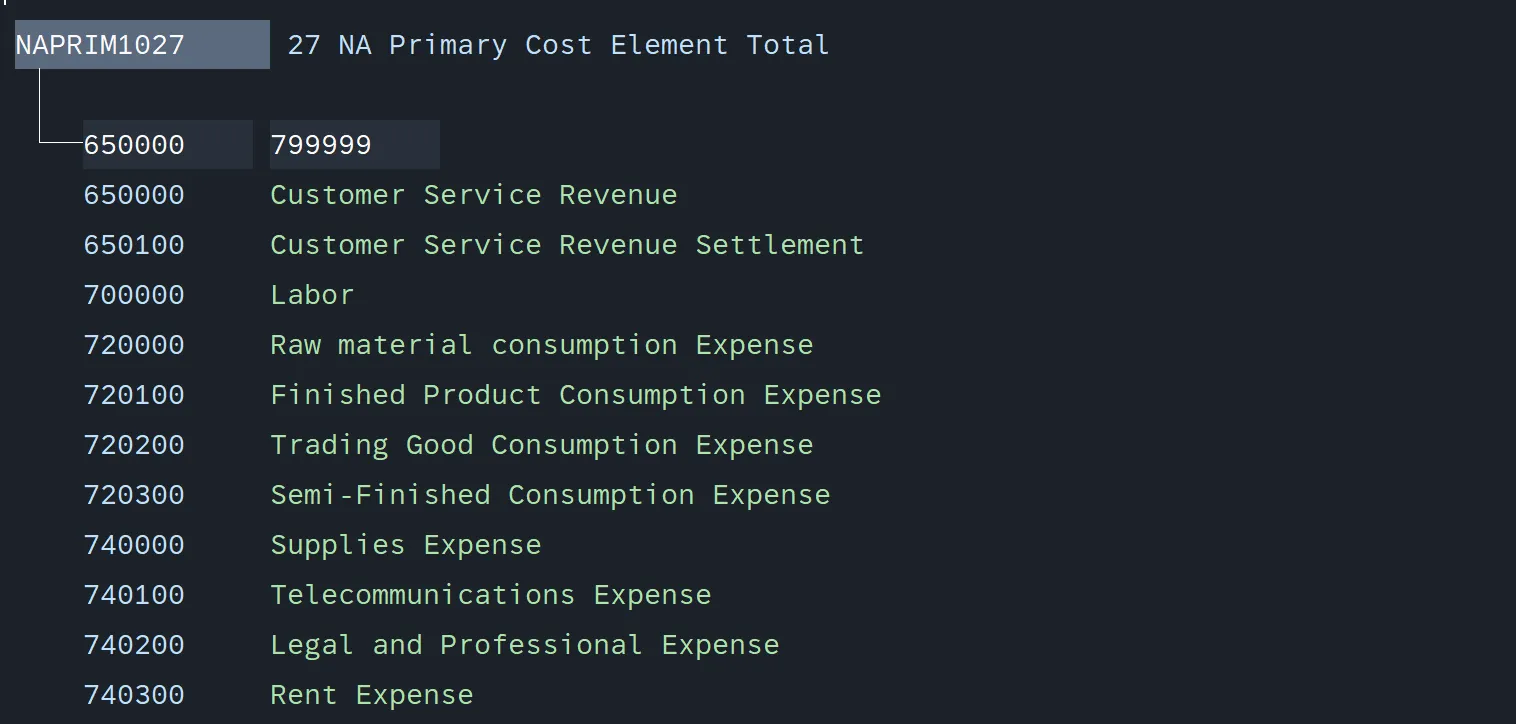 NAPRIM1027 27 NA Primary Cost Element Total
650000 799999
650000 Customer Service Revenue
650100 Customer Service Revenue Settlement
700000 Labor
720000 Raw material consumption Expense
720100 Finished Product Consumption Expense
720200 Trading Good Consumption Expense
720300 Semi-Finished Consumption Expense
740000 Supplies Expense
740100 Telecommunications Expense
740200 Legal and Professional Expense
740300 Rent Expense